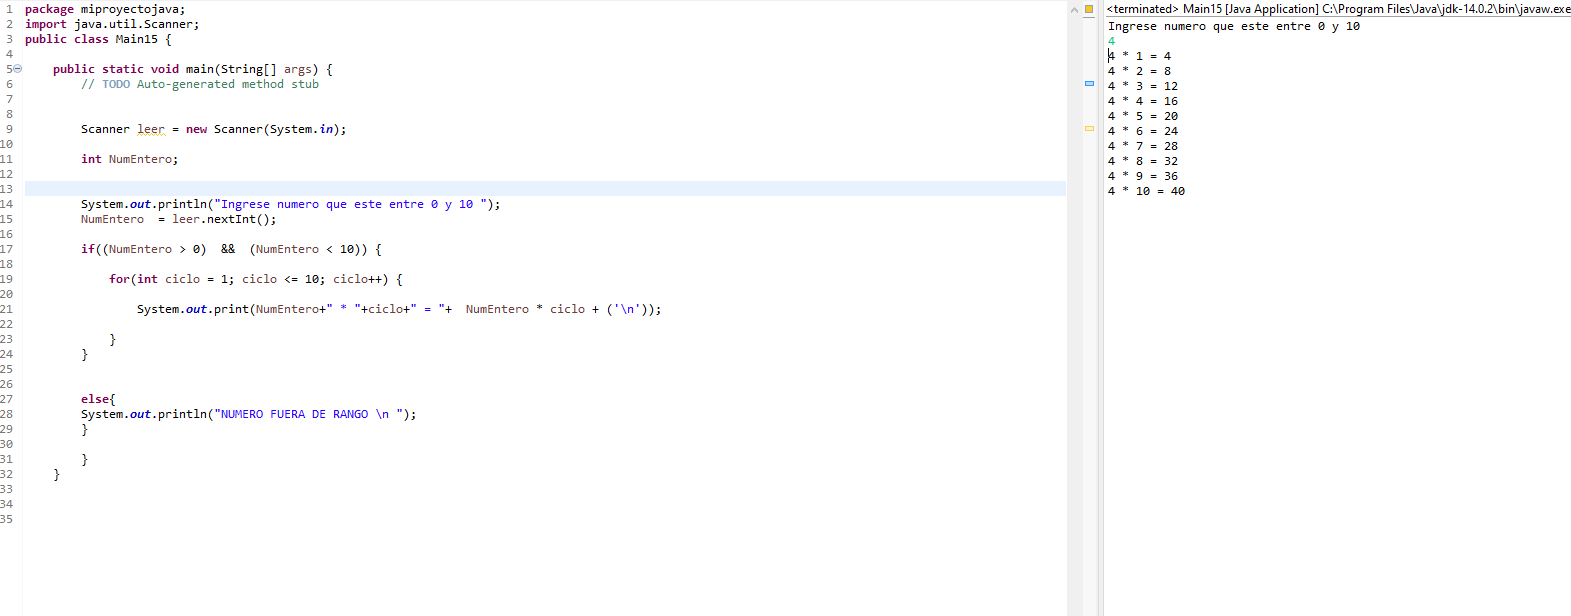 1 package miproyectojava;
2 import java.util.Scanner;
3 public class Main15 {
4
5 public static void main(String[] args) {
6 // TODO Auto-generated method stub
7
8
9 Scanner leer = new Scanner(System.in);
10
11 int NumEntero;
12
13
14 System.out.println("Ingrese numero que este entre 0 y 10 ");
15 NumEntero  = leer.nextInt();
16
17 if((NumEntero > 0)  &&  (NumEntero < 10)) {
18
19 for(int ciclo = 1; ciclo <= 10; ciclo++) {
20
21 System.out.print(NumEntero+" * "+ciclo+" = "+  NumEntero * ciclo + ('\n'));
22
23 }
24 }
25
26
27 else{
28 System.out.println("NUMERO FUERA DE RANGO \n ");
29 }
30
31 }
32 }
33
34
35
<terminated> Main15 [Java Application] C:\Program Files\Java\jdk-14.0.2\bin\javaw.exe
Ingrese numero que este entre 0 y 10
4
4 * 1 = 4
4 * 2 = 8
4 * 3 = 12
4 * 4 = 16
4 * 5 = 20
4 * 6 = 24
4 * 7 = 28
4 * 8 = 32
4 * 9 = 36
4 * 10 = 40